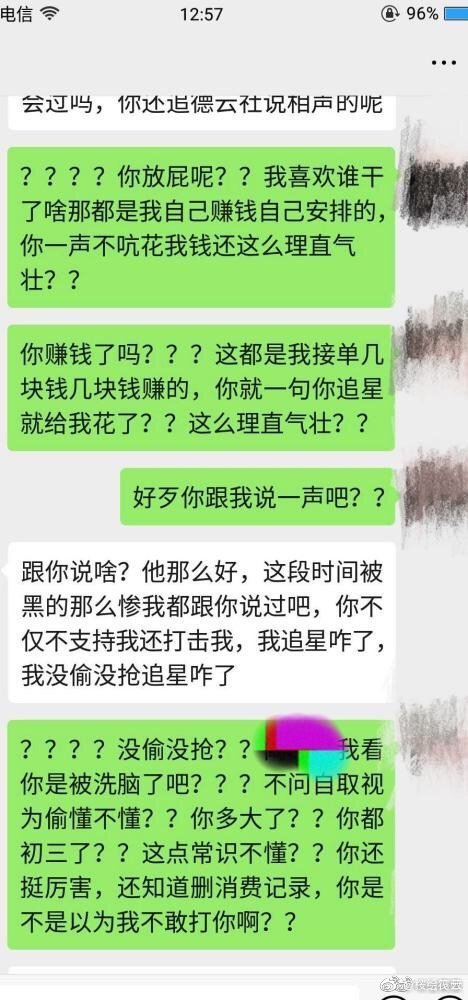 电信 12:57 96%
会过吗，你还追德云社说相声的呢
？？？？你放屁呢？？我喜欢谁干
了啥那都是我自己赚钱自己安排的，
你一声不吭花我钱还这么理直气
壮？？
你赚钱了吗？？？这都是我接单几
块钱几块钱赚的，你就一句你追星
就给我花了？？这么理直气壮？？
好歹你跟我说一声吧？？
跟你说啥？他那么好，这段时间被
黑的那么惨我都跟你说过吧，你不
仅不支持我还打击我，我追星咋了，
我没偷没抢追星咋了
？？？？没偷没抢？？我看
你是被洗脑了吧？？？不问自取视
为偷懂不懂？？你多大了？？你都
初三了？？这点常识不懂？？你还
挺厉害，还知道删消费记录，你是
不是以为我不敢打你啊？？